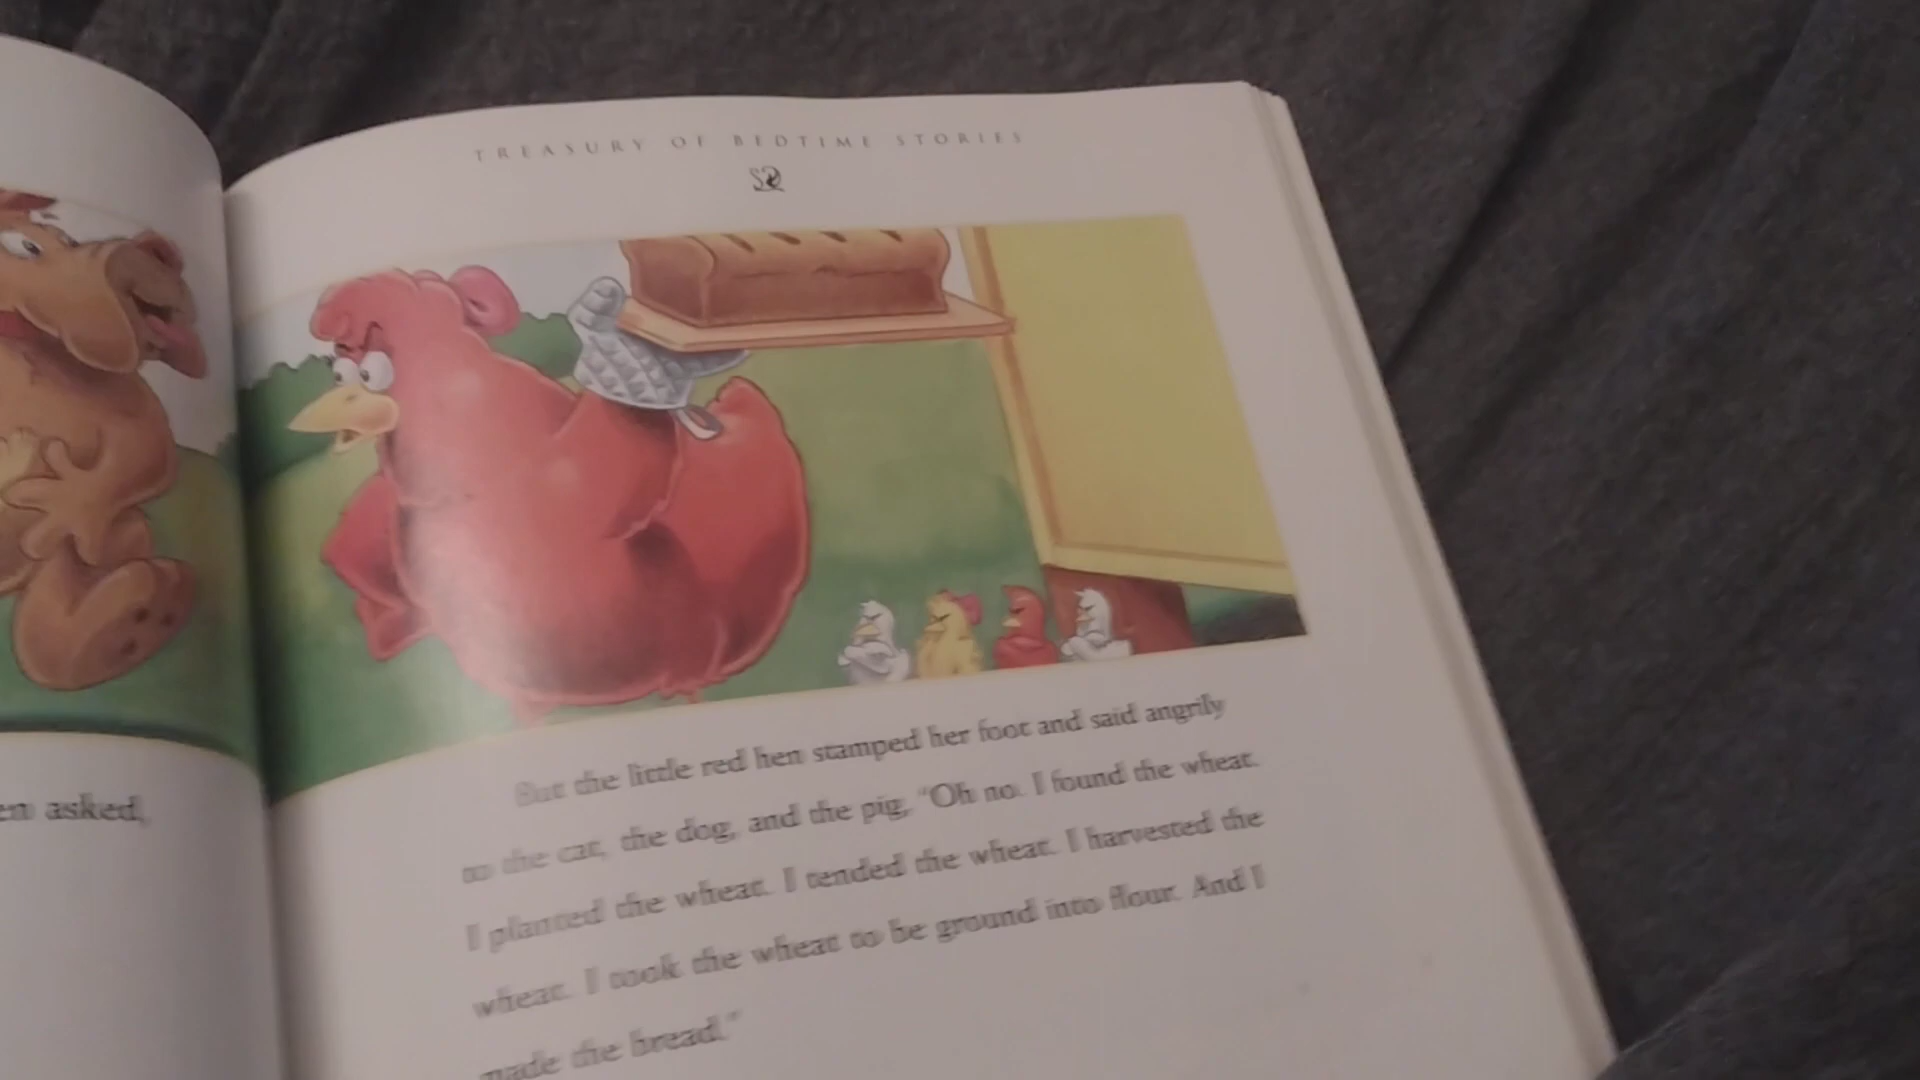 TREASURY OF BEDTIME STORIES
en asked,
But the little red hen stamped her foot and said angrily
to the cat, the dog, and the pig, "Oh no. I found the wheat.
I planted the wheat. I tended the wheat. I harvested the
wheat. I took the wheat to be ground into flour. And I
made the bread."